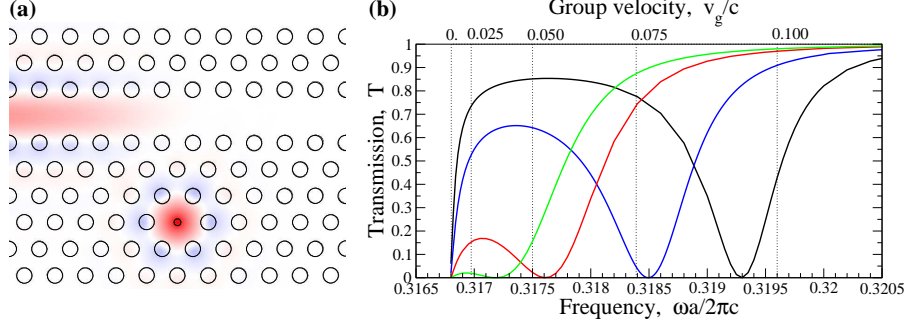 (a)
(b)
Group velocity, v_g/c
0. 0.025 0.050 0.075 0.100
Transmission, T
1
0.9
0.8
0.7
0.6
0.5
0.4
0.3
0.2
0.1
0
0.3165 0.317 0.3175 0.318 0.3185 0.319 0.3195 0.32 0.3205
Frequency, ωa/2πc